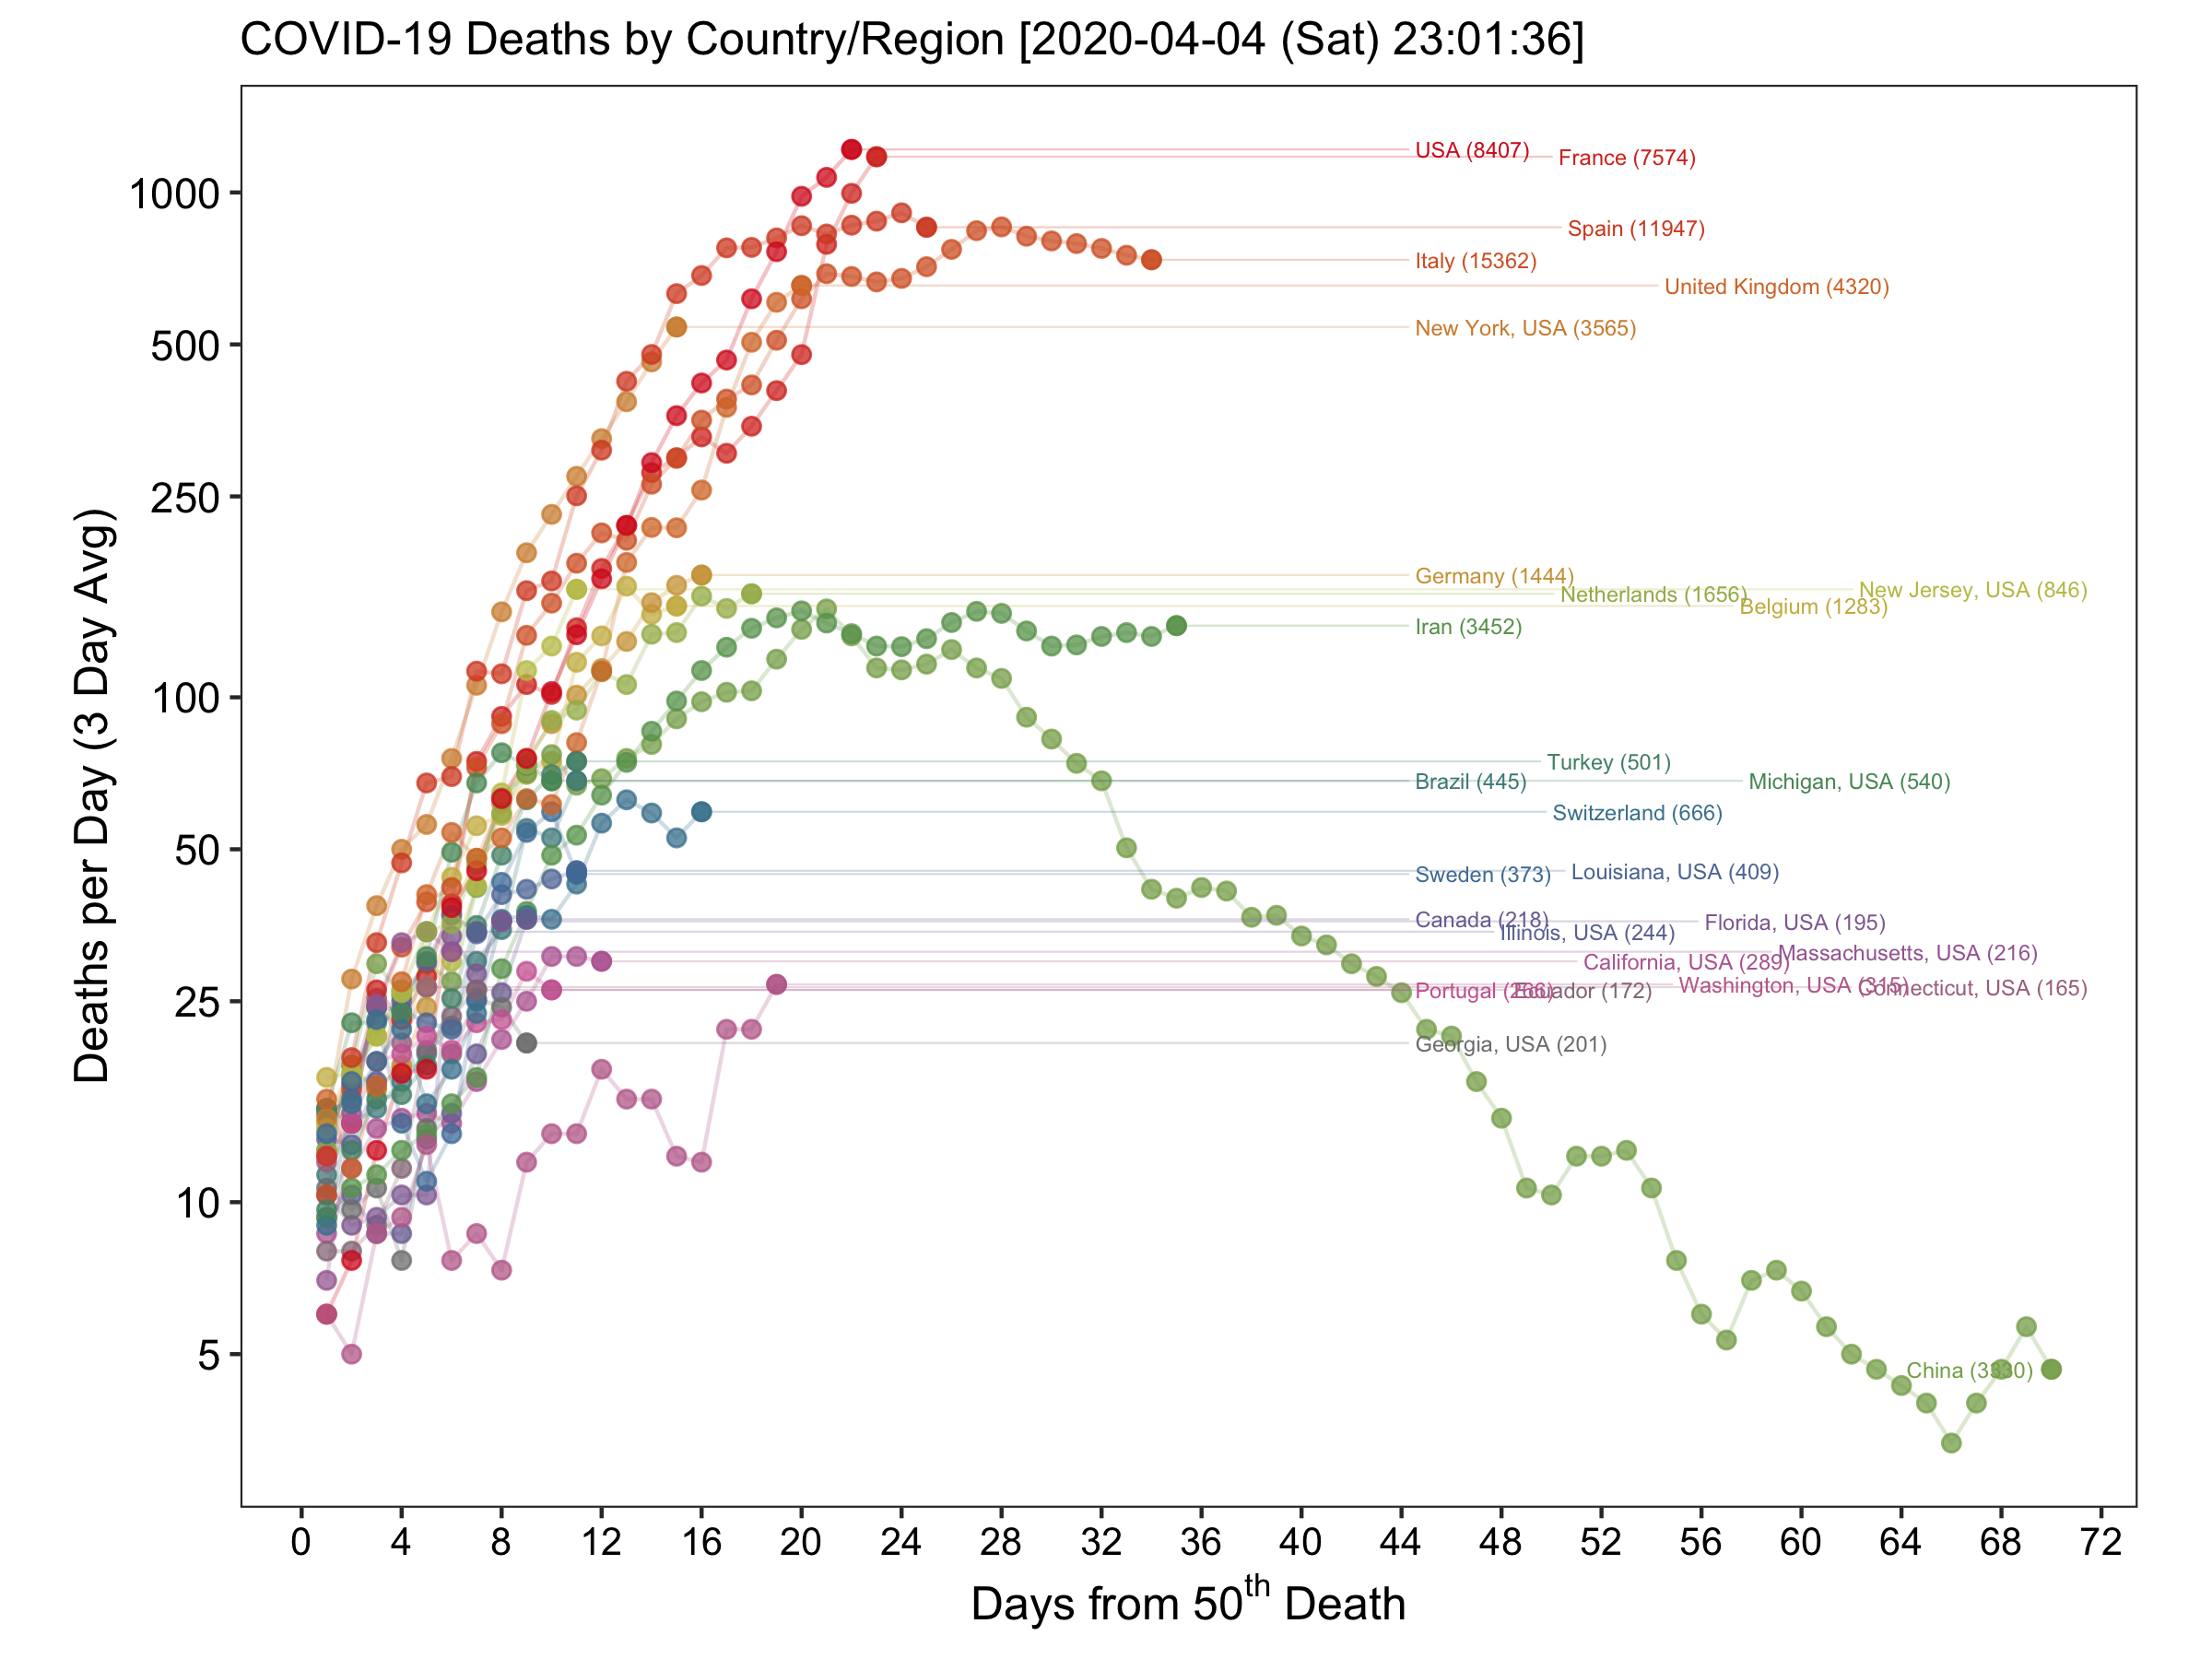 COVID-19 Deaths by Country/Region [2020-04-04 (Sat) 23:01:36]
Deaths per Day (3 Day Avg)
1000
500
250
100
50
25
10
5
USA (8407)
France (7574)
Spain (11947)
Italy (15362)
United Kingdom (4320)
New York, USA (3565)
Germany (1444)
New Jersey, USA (846)
Netherlands (1656)
Belgium (1283)
Iran (3452)
Turkey (501)
Brazil (445)
Michigan, USA (540)
Switzerland (666)
Louisiana, USA (409)
Sweden (373)
Canada (218)
Florida, USA (195)
Illinois, USA (244)
Massachusetts, USA (216)
California, USA (289)
Washington, USA (315)
Connecticut, USA (165)
Portugal (266)
Ecuador (172)
Georgia, USA (201)
China (3330)
0 4 8 12 16 20 24 28 32 36 40 44 48 52 56 60 64 68 72
Days from 50th Death